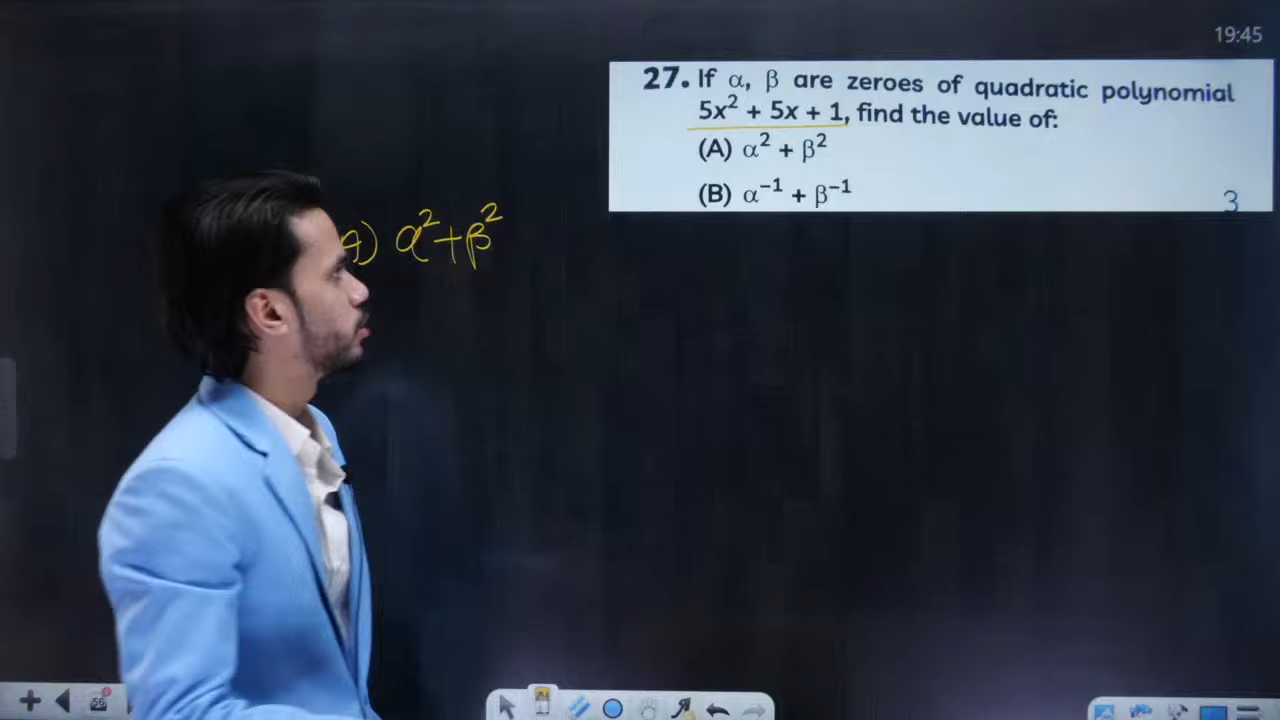 19:45
27. If α, β are zeroes of quadratic polynomial
5x² + 5x + 1, find the value of:
(A) α² + β²
(B) α⁻¹ + β⁻¹
3
A) α²+β²